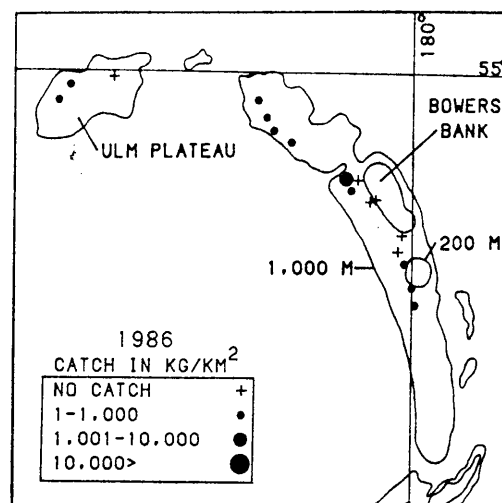 180°
55°
BOWERS
BANK
ULM PLATEAU
200 M
1,000 M
1986
CATCH IN KG/KM²
NO CATCH +
1-1,000
1,001-10,000
10,000>